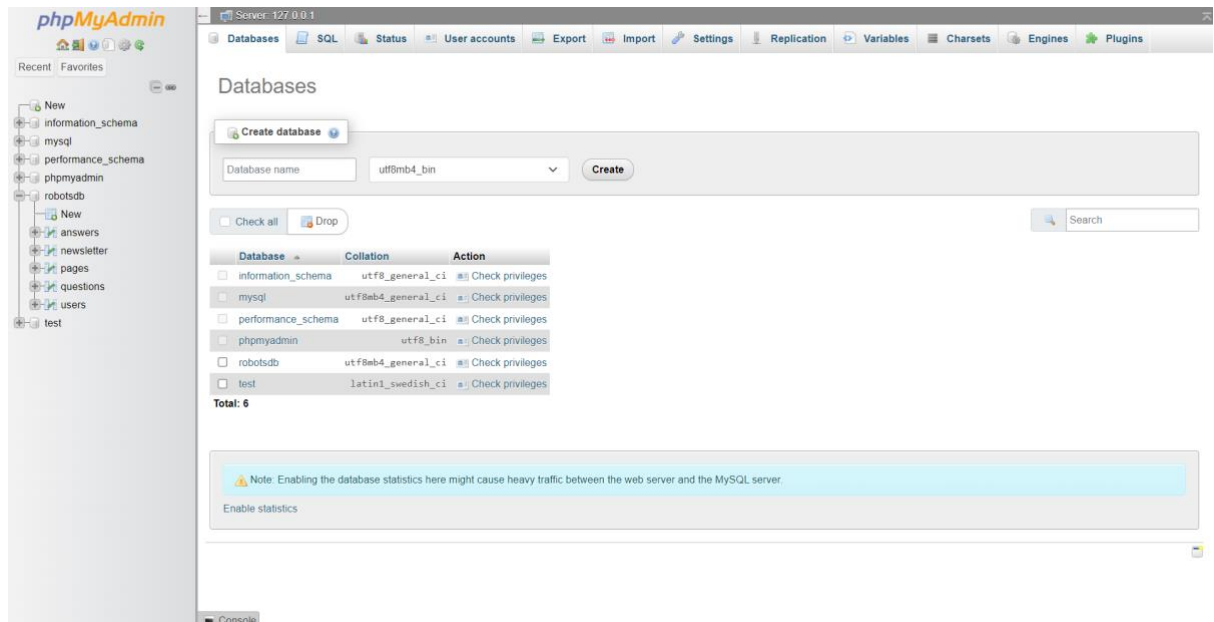 phpMyAdmin
Recent Favorites
New
information_schema
mysql
performance_schema
phpmyadmin
robotsdb
New
answers
newsletter
pages
questions
users
test
Server: 127.0.0.1
Databases SQL Status User accounts Export Import Settings Replication Variables Charsets Engines Plugins
Databases
Create database
Database name utf8mb4_bin Create
Check all Drop Search
Database Collation Action
information_schema utf8_general_ci Check privileges
mysql utf8mb4_general_ci Check privileges
performance_schema utf8_general_ci Check privileges
phpmyadmin utf8_bin Check privileges
robotsdb utf8mb4_general_ci Check privileges
test latin1_swedish_ci Check privileges
Total: 6
Note: Enabling the database statistics here might cause heavy traffic between the web server and the MySQL server.
Enable statistics
Console